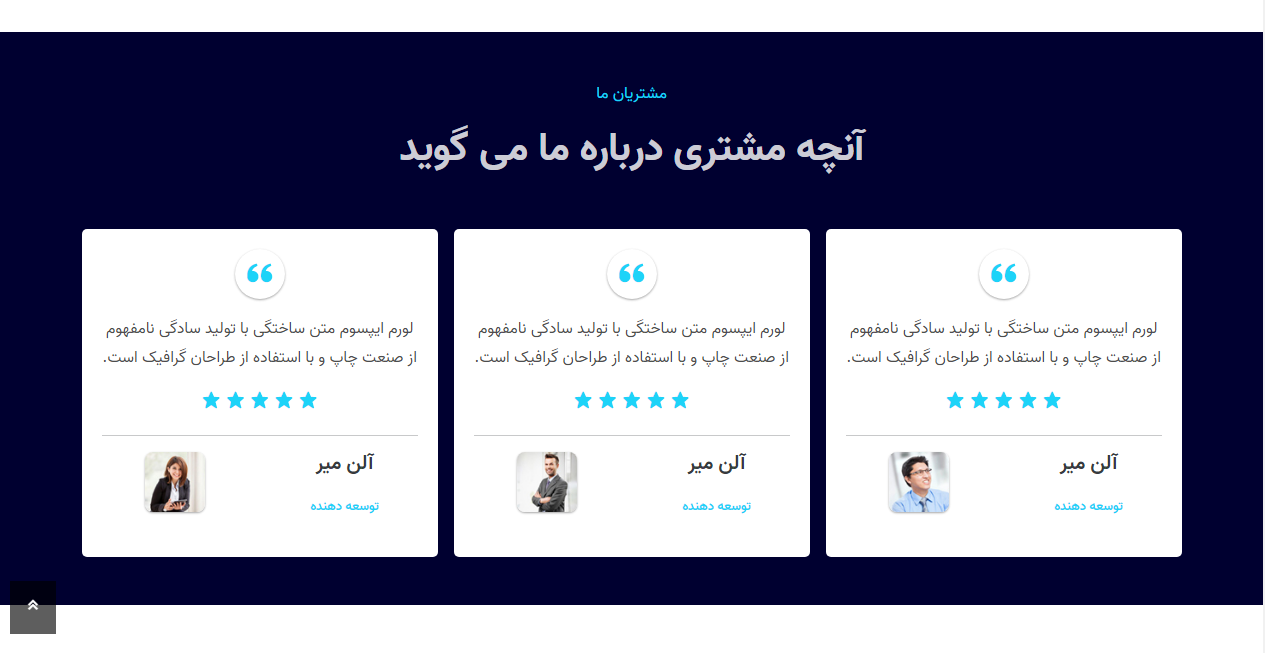 مشتریان ما
آنچه مشتری درباره ما می گوید
لورم ایپسوم متن ساختگی با تولید سادگی نامفهوم
از صنعت چاپ و با استفاده از طراحان گرافیک است.
آلن میر
توسعه دهنده
لورم ایپسوم متن ساختگی با تولید سادگی نامفهوم
از صنعت چاپ و با استفاده از طراحان گرافیک است.
آلن میر
توسعه دهنده
لورم ایپسوم متن ساختگی با تولید سادگی نامفهوم
از صنعت چاپ و با استفاده از طراحان گرافیک است.
آلن میر
توسعه دهنده